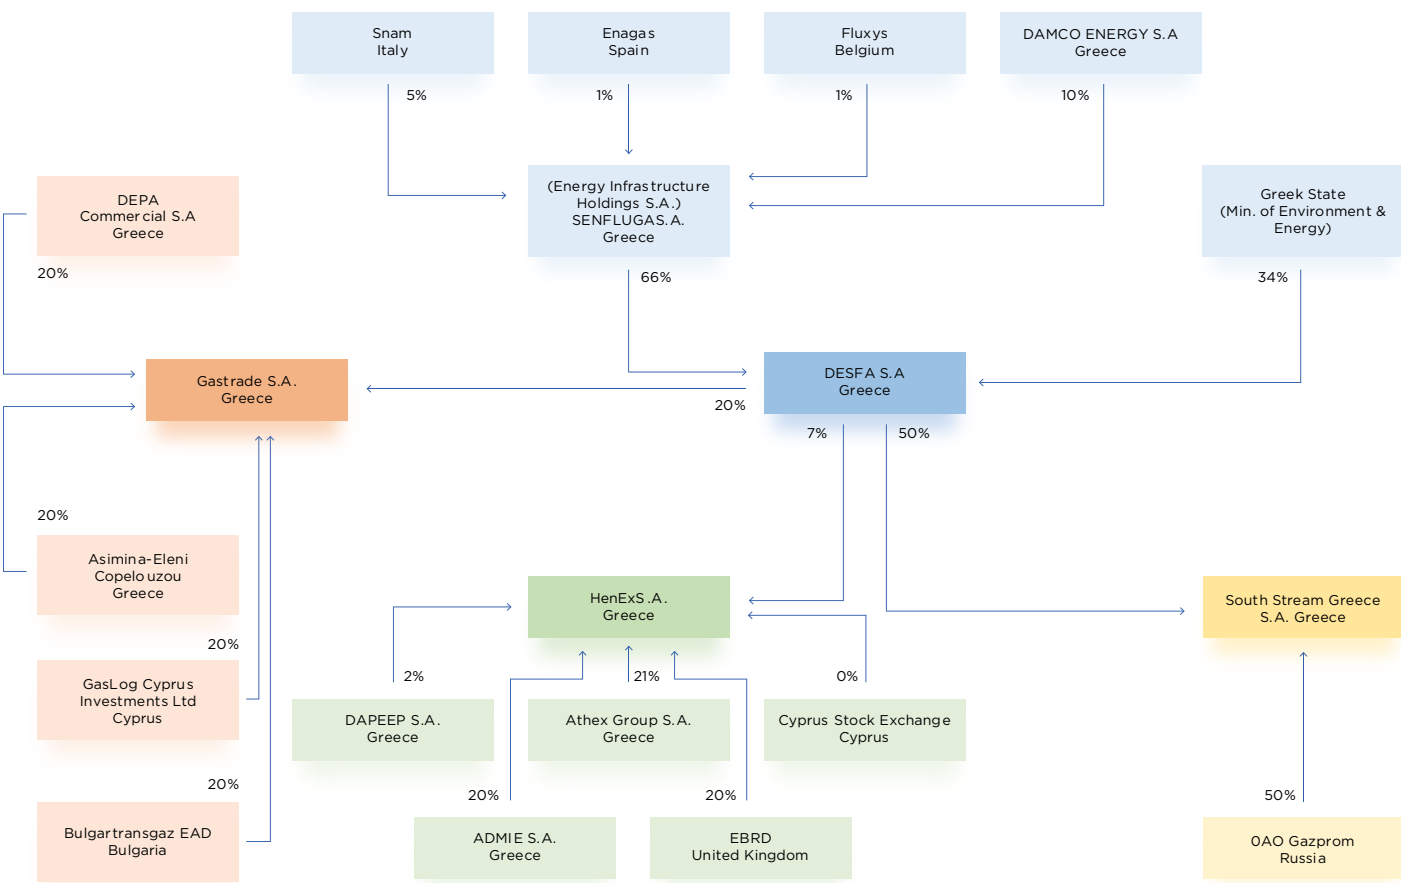 Snam
Italy
Enagas
Spain
Fluxys
Belgium
DAMCO ENERGY S.A
Greece
5%
1%
1%
10%
DEPA
Commercial S.A
Greece
(Energy Infrastructure
Holdings S.A.)
SENFLUGAS.A.
Greece
Greek State
(Min. of Environment &
Energy)
20%
66%
34%
Gastrade S.A.
Greece
DESFA S.A
Greece
20%
7%
50%
20%
Asimina-Eleni
Copelouzou
Greece
HenExS.A.
Greece
South Stream Greece
S.A. Greece
20%
GasLog Cyprus
Investments Ltd
Cyprus
2%
21%
0%
DAPEEP S.A.
Greece
Athex Group S.A.
Greece
Cyprus Stock Exchange
Cyprus
20%
20%
20%
50%
Bulgartransgaz EAD
Bulgaria
ADMIE S.A.
Greece
EBRD
United Kingdom
0AO Gazprom
Russia